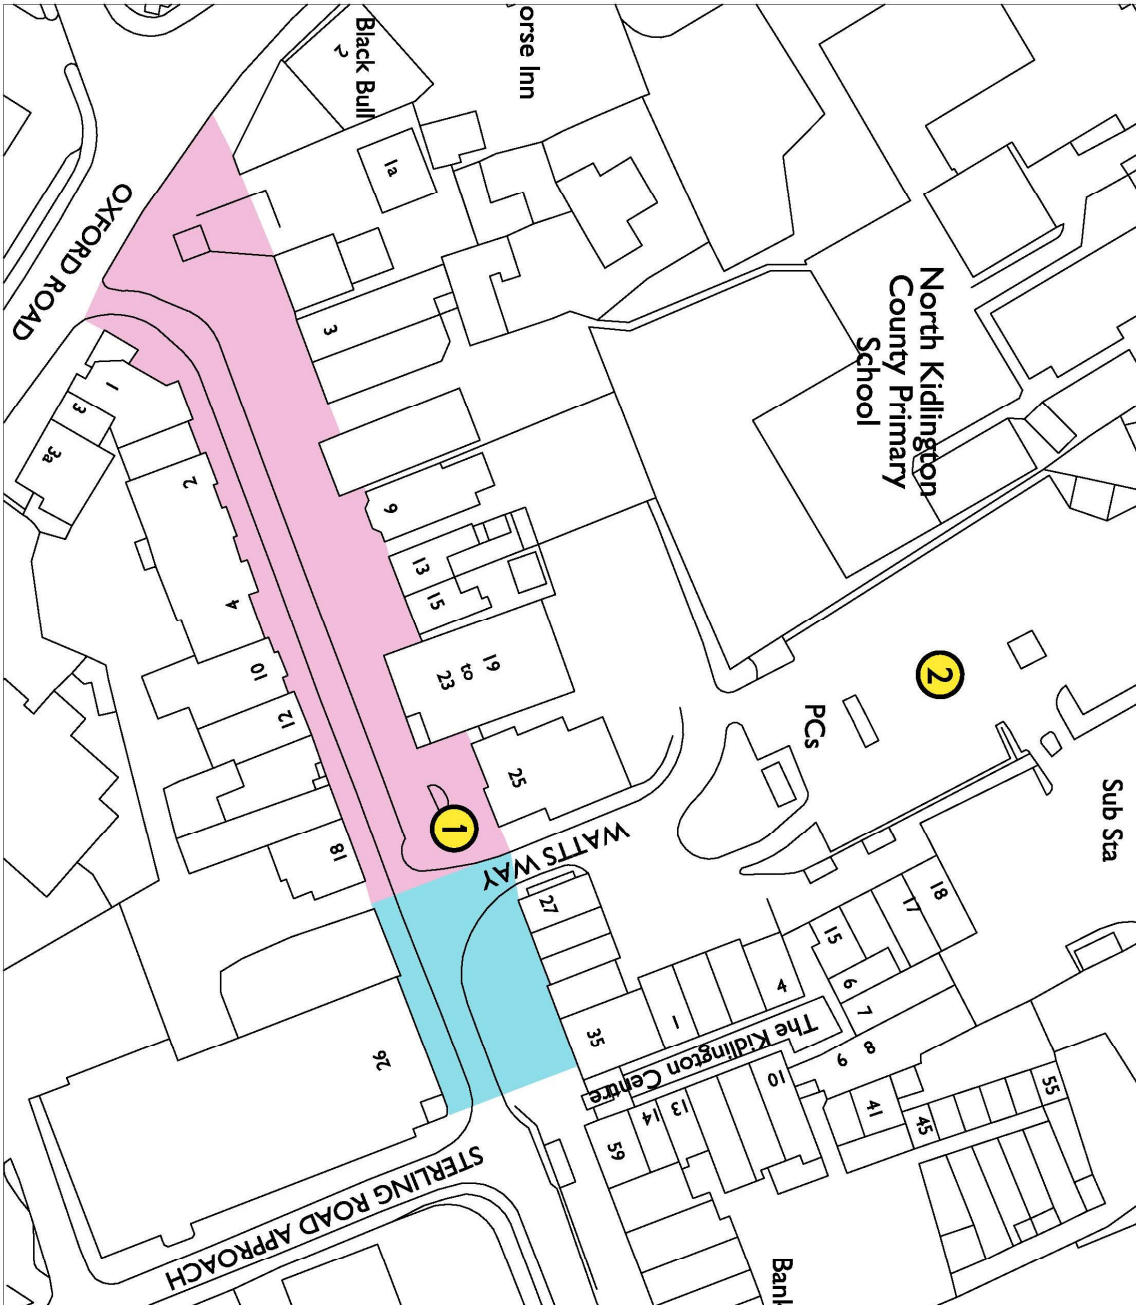 Black Bull
2
orse Inn
1a
OXFORD ROAD
North Kidlington
County Primary
School
3
1
3
3a
2
4
9
13
15
19
to
23
10
12
18
25
1
2
PCs
Sub Sta
WATTS WAY
27
35
26
1
4
15
17
18
6
7
8
9
10
The Kidlington Centre
13
14
41
45
55
59
STERLING ROAD APPROACH
Bank